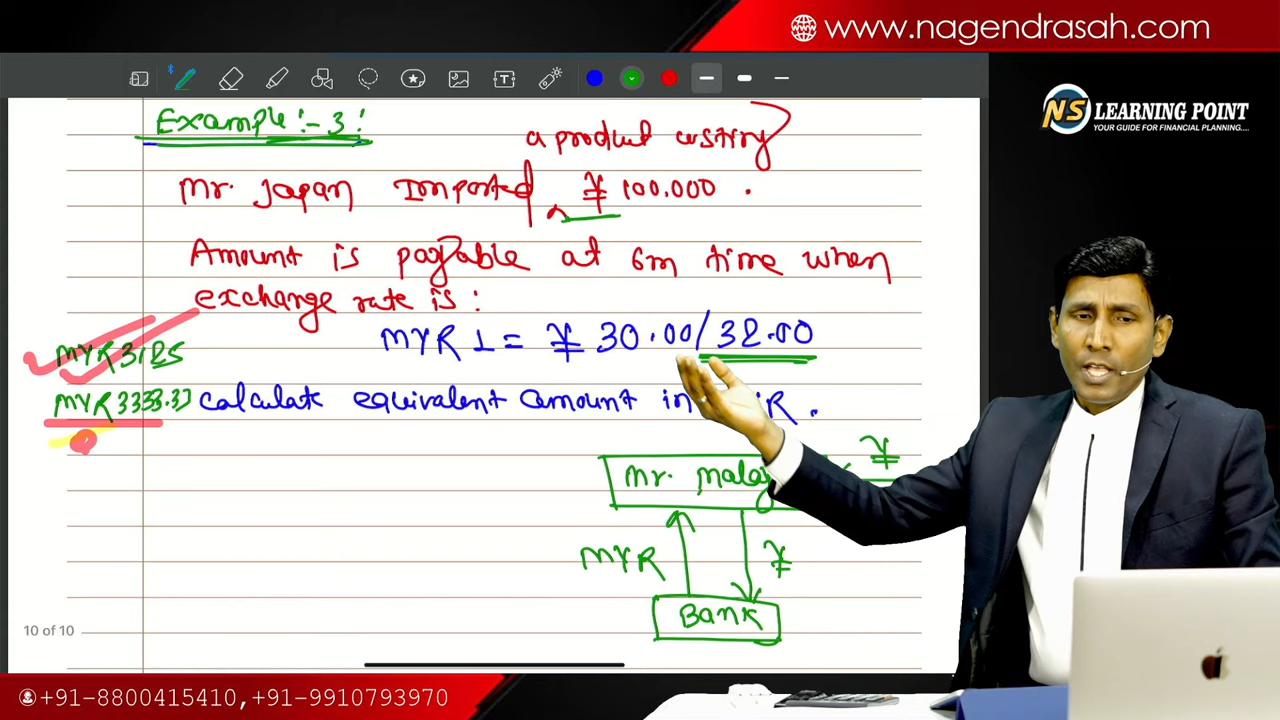 www.nagendrasah.com
NS LEARNING POINT
YOUR GUIDE FOR FINANCIAL PLANNING....
Example:- 3:
a product costing
Mr. Japan Imported ¥ 100,000.
Amount is payable at 6m time when
exchange rate is:
MYR 1 = ¥ 30.00/32.00
MYR 3125
MYR 3333.33
calculate equivalent amount in
Mr. Malay
¥
MYR
¥
Bank
10 of 10
+91-8800415410,+91-9910793970